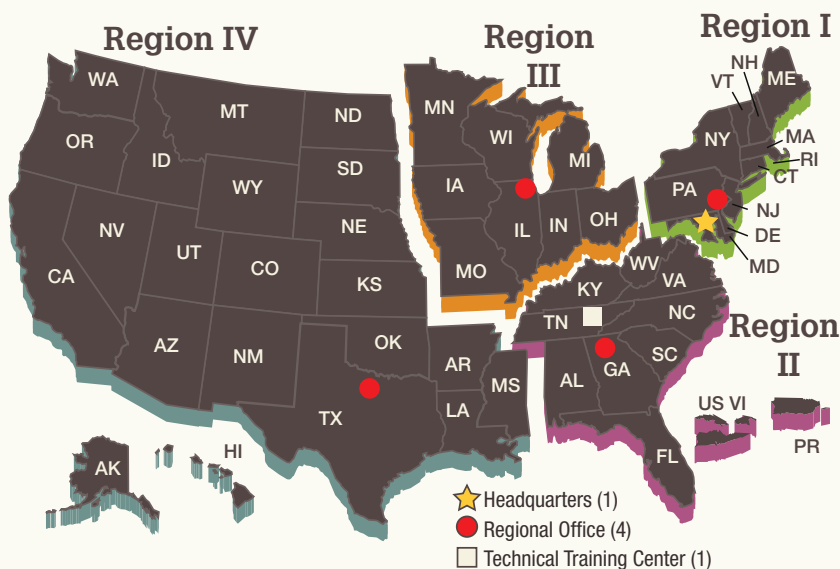 Region IV
Region
III
Region I
WA
MT
ND
MN
VT
NH
ME
OR
ID
SD
WI
MI
NY
MA
RI
CT
WY
IA
PA
NV
NE
IL
IN
OH
NJ
DE
MD
UT
CO
KS
MO
WV
VA
CA
KY
NC
AZ
NM
OK
TN
AR
SC
GA
AL
MS
TX
LA
FL
Region
II
US VI
PR
AK
HI
Headquarters (1)
Regional Office (4)
Technical Training Center (1)